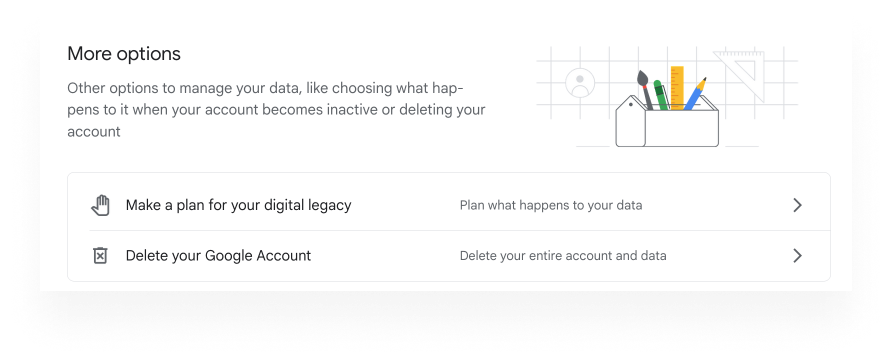 More options
Other options to manage your data, like choosing what hap-
pens to it when your account becomes inactive or deleting your
account
Make a plan for your digital legacy
Plan what happens to your data
Delete your Google Account
Delete your entire account and data